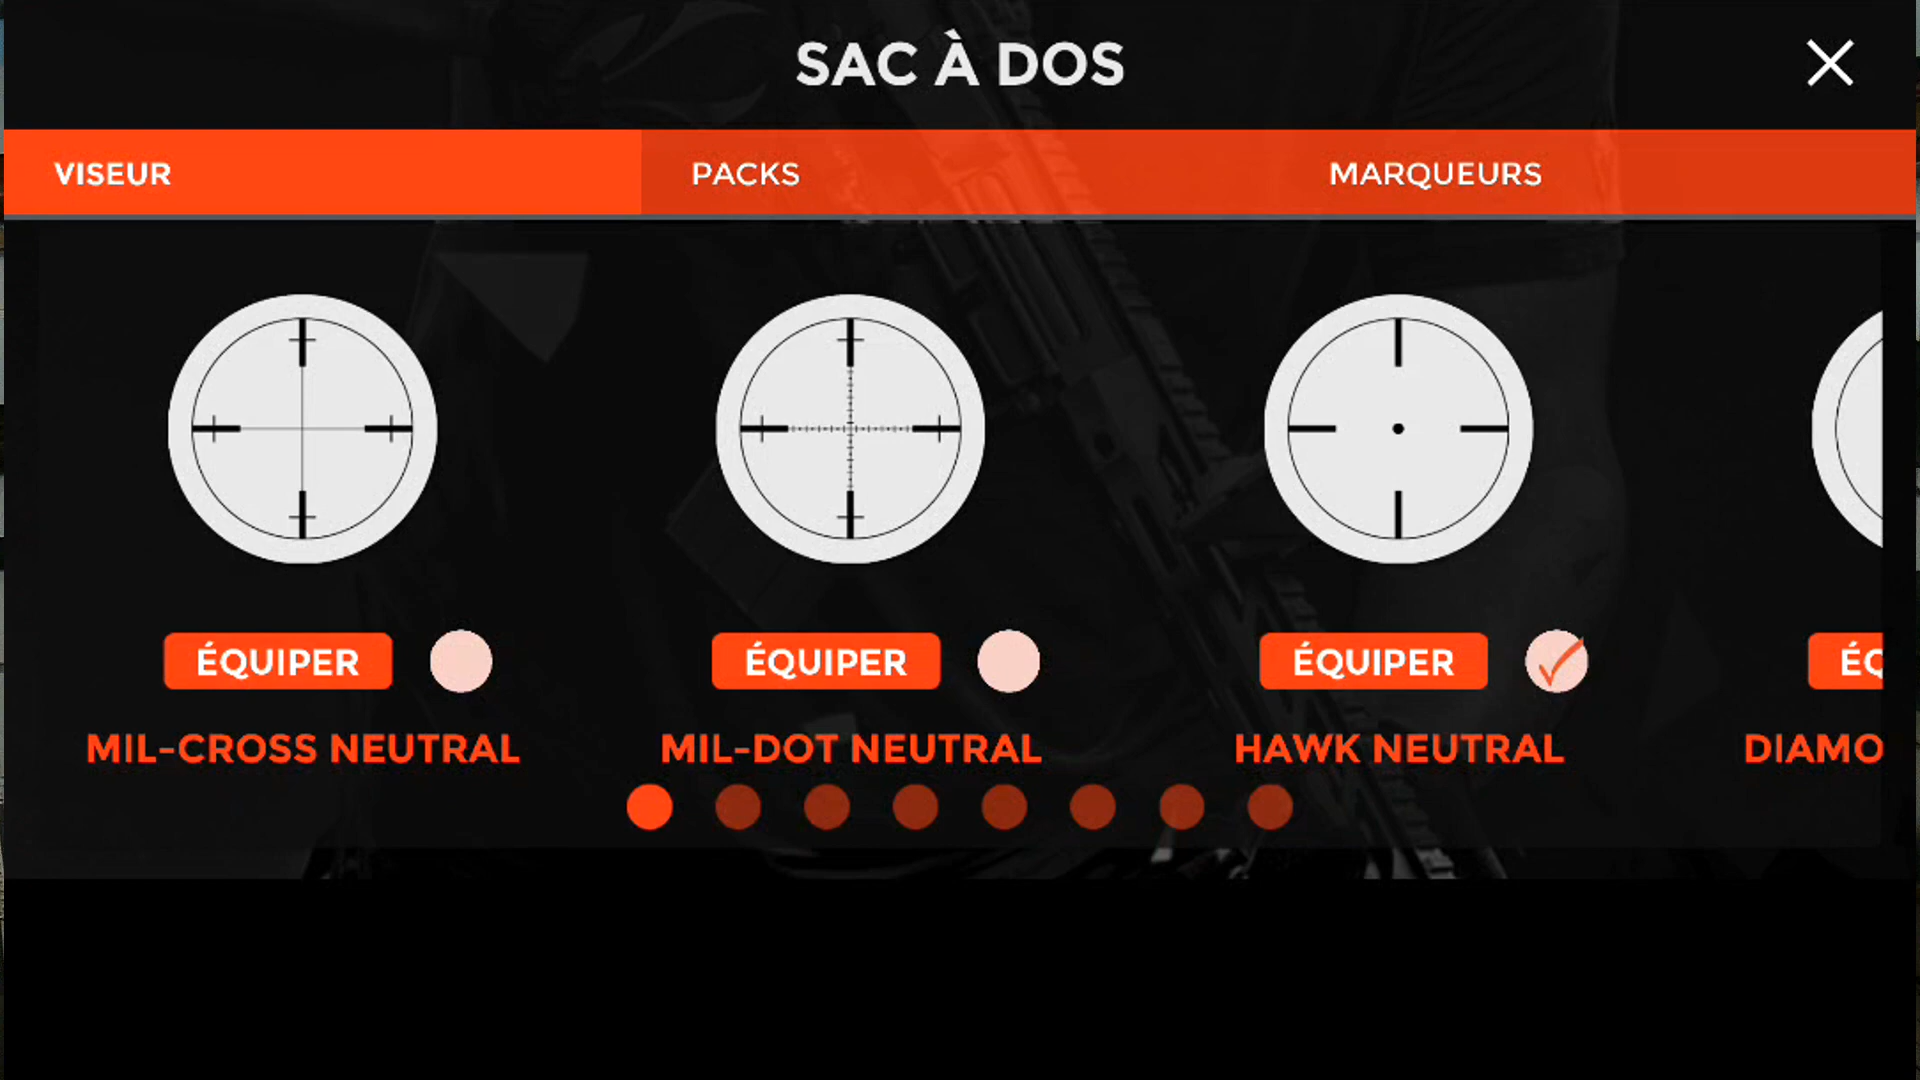 SAC À DOS
VISEUR
PACKS
MARQUEURS
ÉQUIPER
ÉQUIPER
ÉQUIPER
MIL-CROSS NEUTRAL
MIL-DOT NEUTRAL
HAWK NEUTRAL